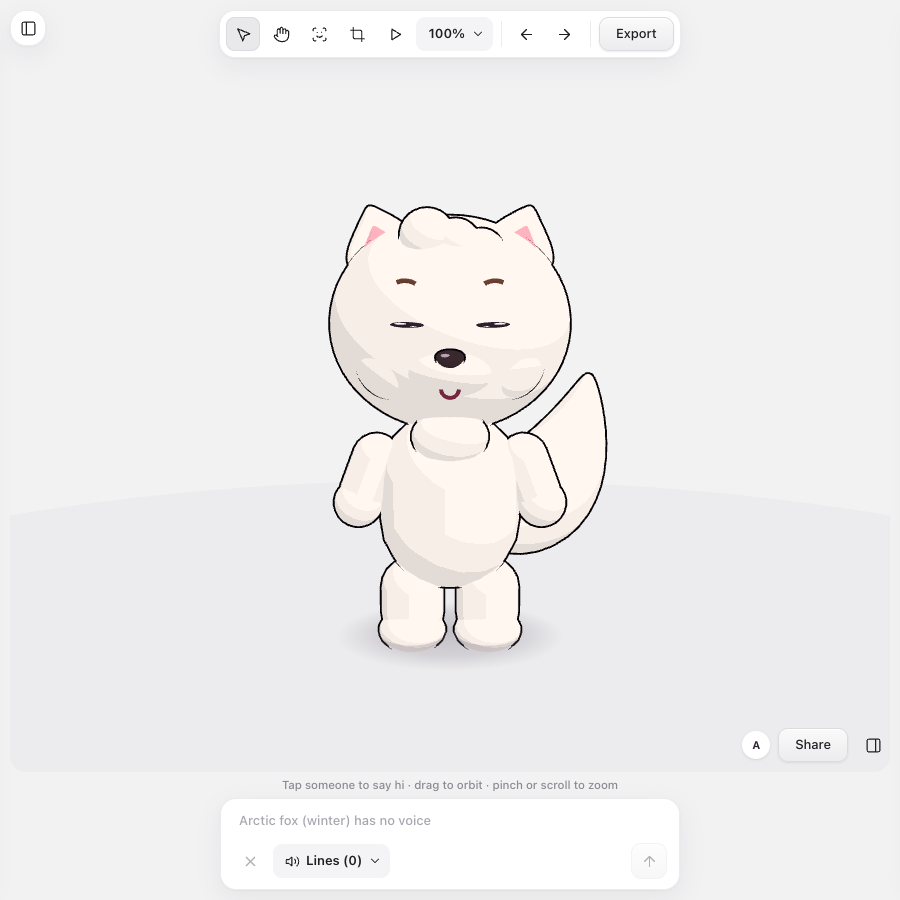 100%
Export
A
Share
Tap someone to say hi · drag to orbit · pinch or scroll to zoom
Arctic fox (winter) has no voice
Lines (0)